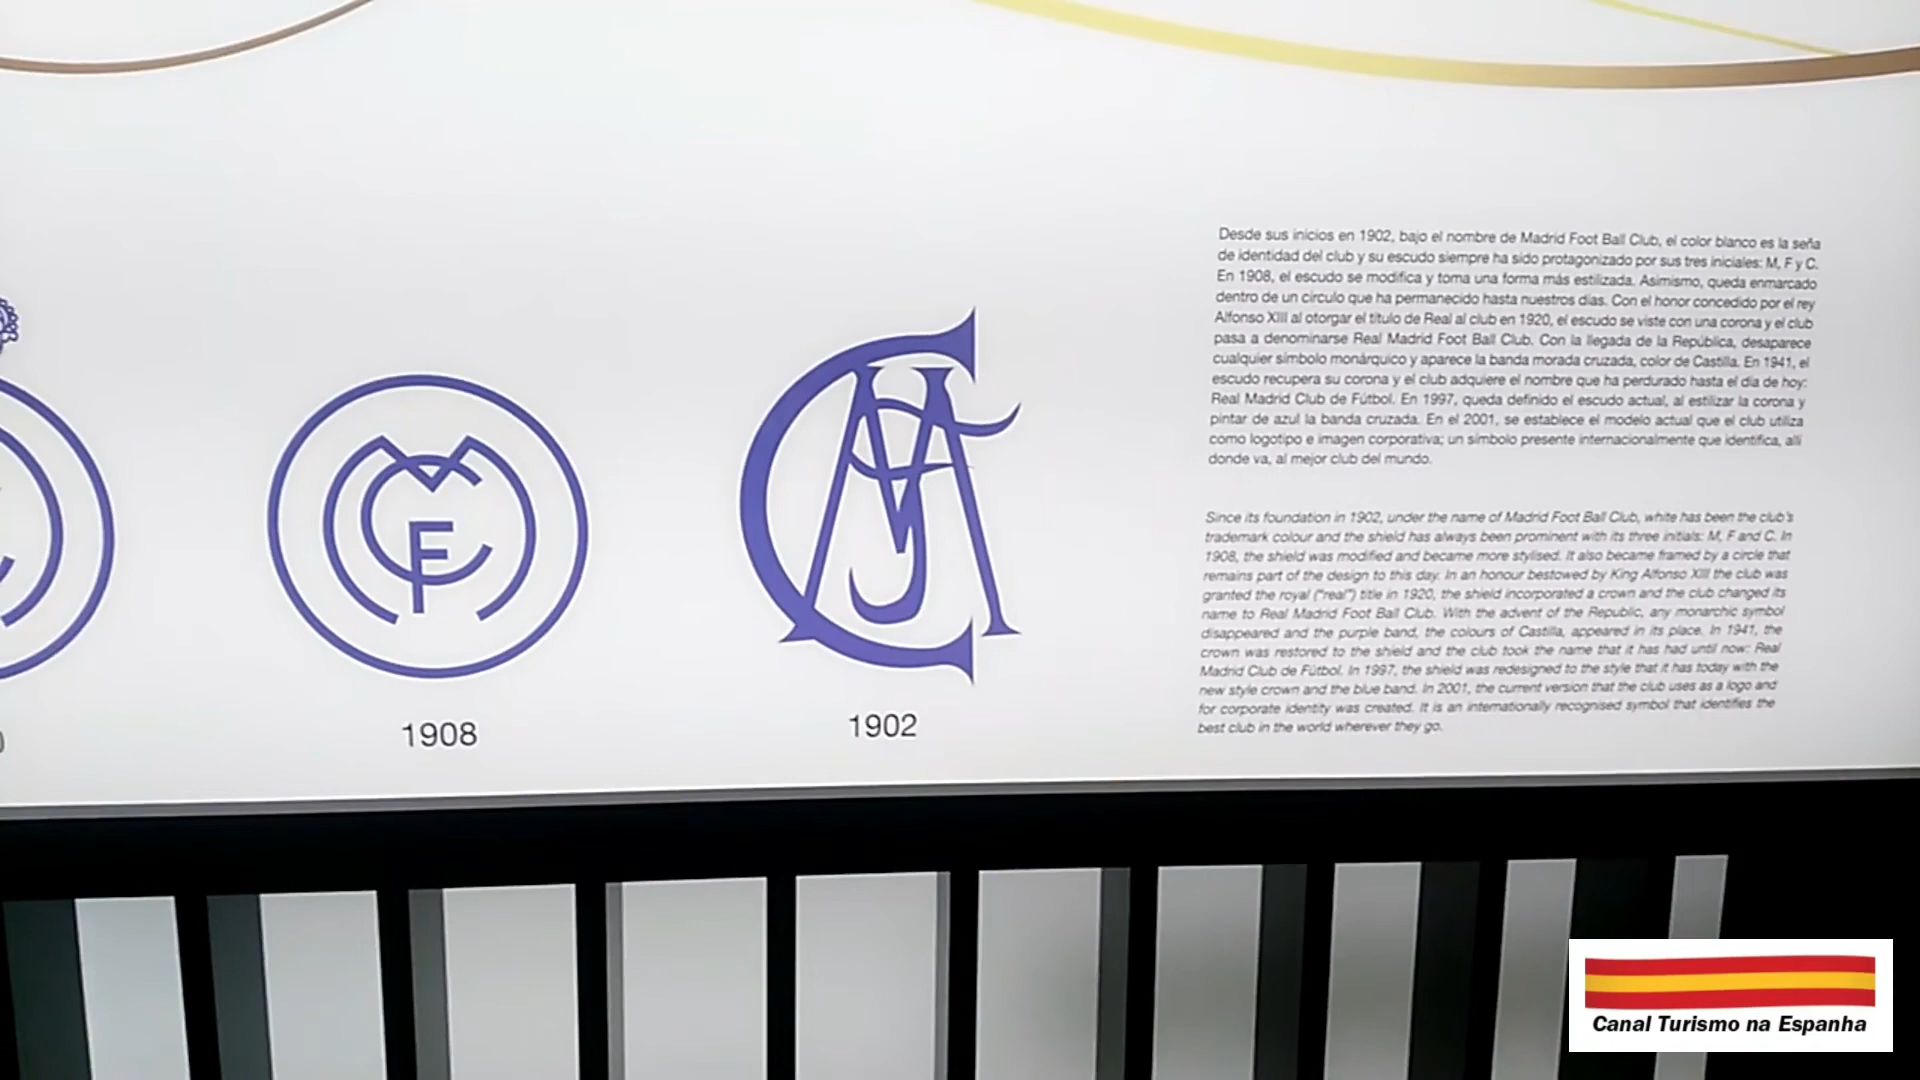 Desde sus inicios en 1902, bajo el nombre de Madrid Foot Ball Club, el color blanco es la seña
de identidad del club y su escudo siempre ha sido protagonizado por sus tres iniciales: M, F y C.
En 1908, el escudo se modifica y toma una forma más estilizada. Asimismo, queda enmarcado
dentro de un círculo que ha permanecido hasta nuestros días. Con el honor concedido por el rey
Alfonso XIII al otorgar el título de Real al club en 1920, el escudo se viste con una corona y el club
pasa a denominarse Real Madrid Foot Ball Club. Con la llegada de la República, desaparece
cualquier símbolo monárquico y aparece la banda morada cruzada, color de Castilla. En 1941, el
escudo recupera su corona y el club adquiere el nombre que ha perdurado hasta el día de hoy:
Real Madrid Club de Fútbol. En 1997, queda definido el escudo actual, al estilizar la corona y
pintar de azul la banda cruzada. En el 2001, se establece el modelo actual que el club utiliza
como logotipo e imagen corporativa; un símbolo presente internacionalmente que identifica, allí
donde va, al mejor club del mundo.
Since its foundation in 1902, under the name of Madrid Foot Ball Club, white has been the club's
trademark colour and the shield has always been prominent with its three initials: M, F and C. In
1908, the shield was modified and became more stylised. It also became framed by a circle that
remains part of the design to this day. In an honour bestowed by King Alfonso XIII the club was
granted the royal ("real") title in 1920, the shield incorporated a crown and the club changed its
name to Real Madrid Foot Ball Club. With the advent of the Republic, any monarchic symbol
disappeared and the purple band, the colours of Castilla, appeared in its place. In 1941, the
crown was restored to the shield and the club took the name that it has had until now: Real
Madrid Club de Fútbol. In 1997, the shield was redesigned to the style that it has today with the
new style crown and the blue band. In 2001, the current version that the club uses as a logo and
for corporate identity was created. It is an internationally recognised symbol that identifies the
best club in the world wherever they go.
MCF
1908
MCF
1902
Canal Turismo na Espanha